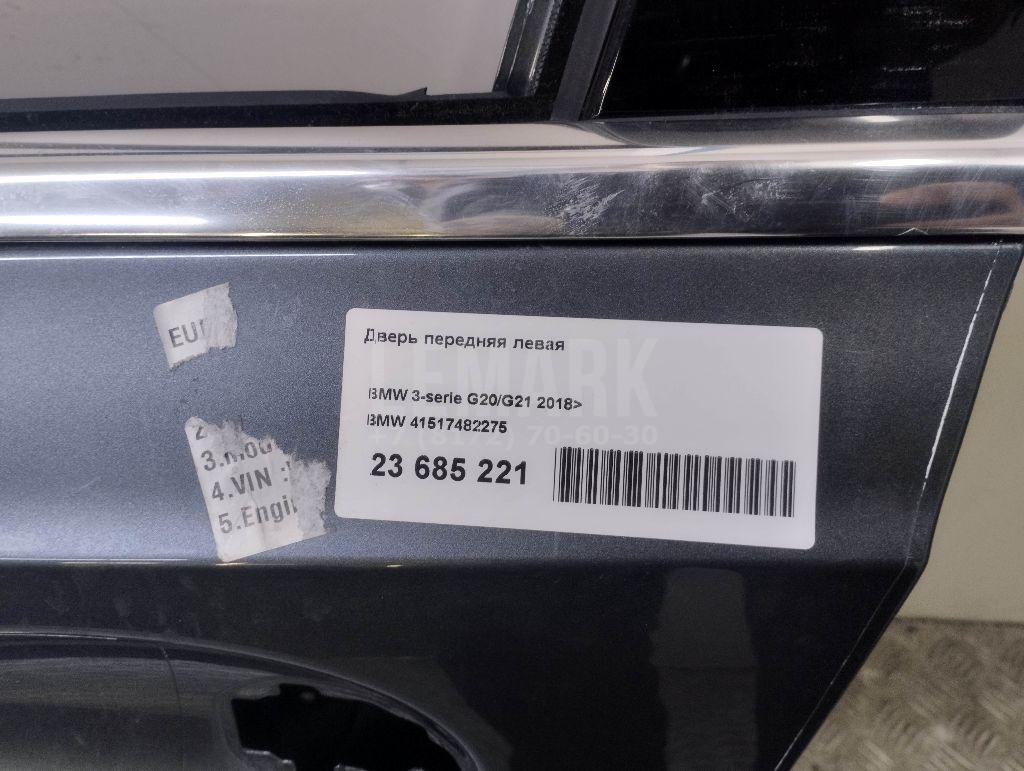 Дверь передняя левая
LEMARK
BMW 3-serie G20/G21 2018>
BMW 41517482275
23 685 221
EU
3.
4.VIN :
5.Engi